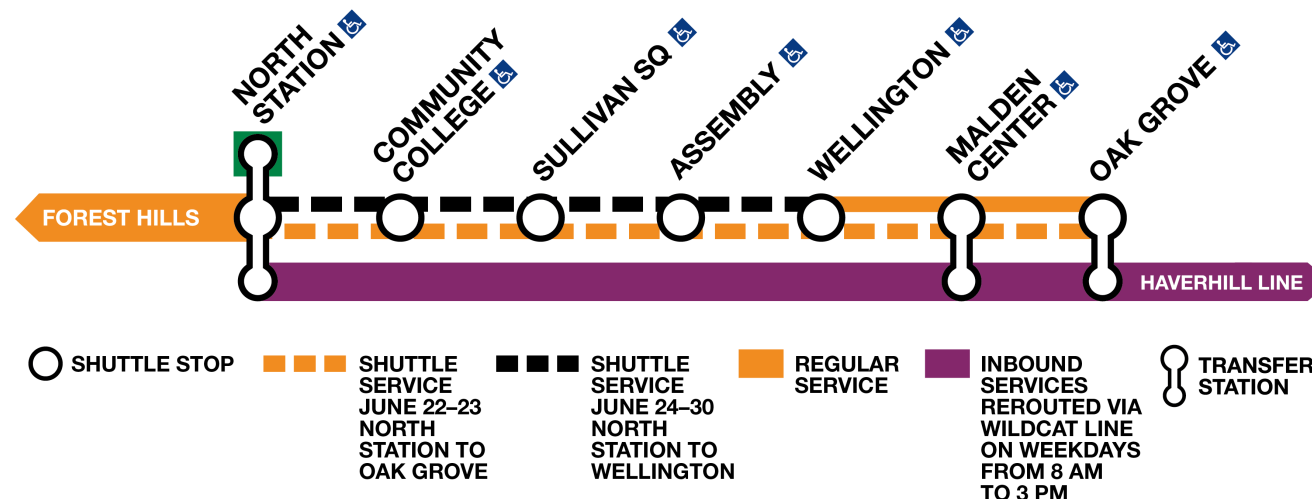 NORTH
STATION
COMMUNITY
COLLEGE
SULLIVAN SQ
ASSEMBLY
WELLINGTON
MALDEN
CENTER
OAK GROVE
FOREST HILLS
HAVERHILL LINE
SHUTTLE STOP
SHUTTLE
SERVICE
JUNE 22–23
NORTH
STATION TO
OAK GROVE
SHUTTLE
SERVICE
JUNE 24–30
NORTH
STATION TO
WELLINGTON
REGULAR
SERVICE
INBOUND
SERVICES
REROUTED VIA
WILDCAT LINE
ON WEEKDAYS
FROM 8 AM
TO 3 PM
TRANSFER
STATION